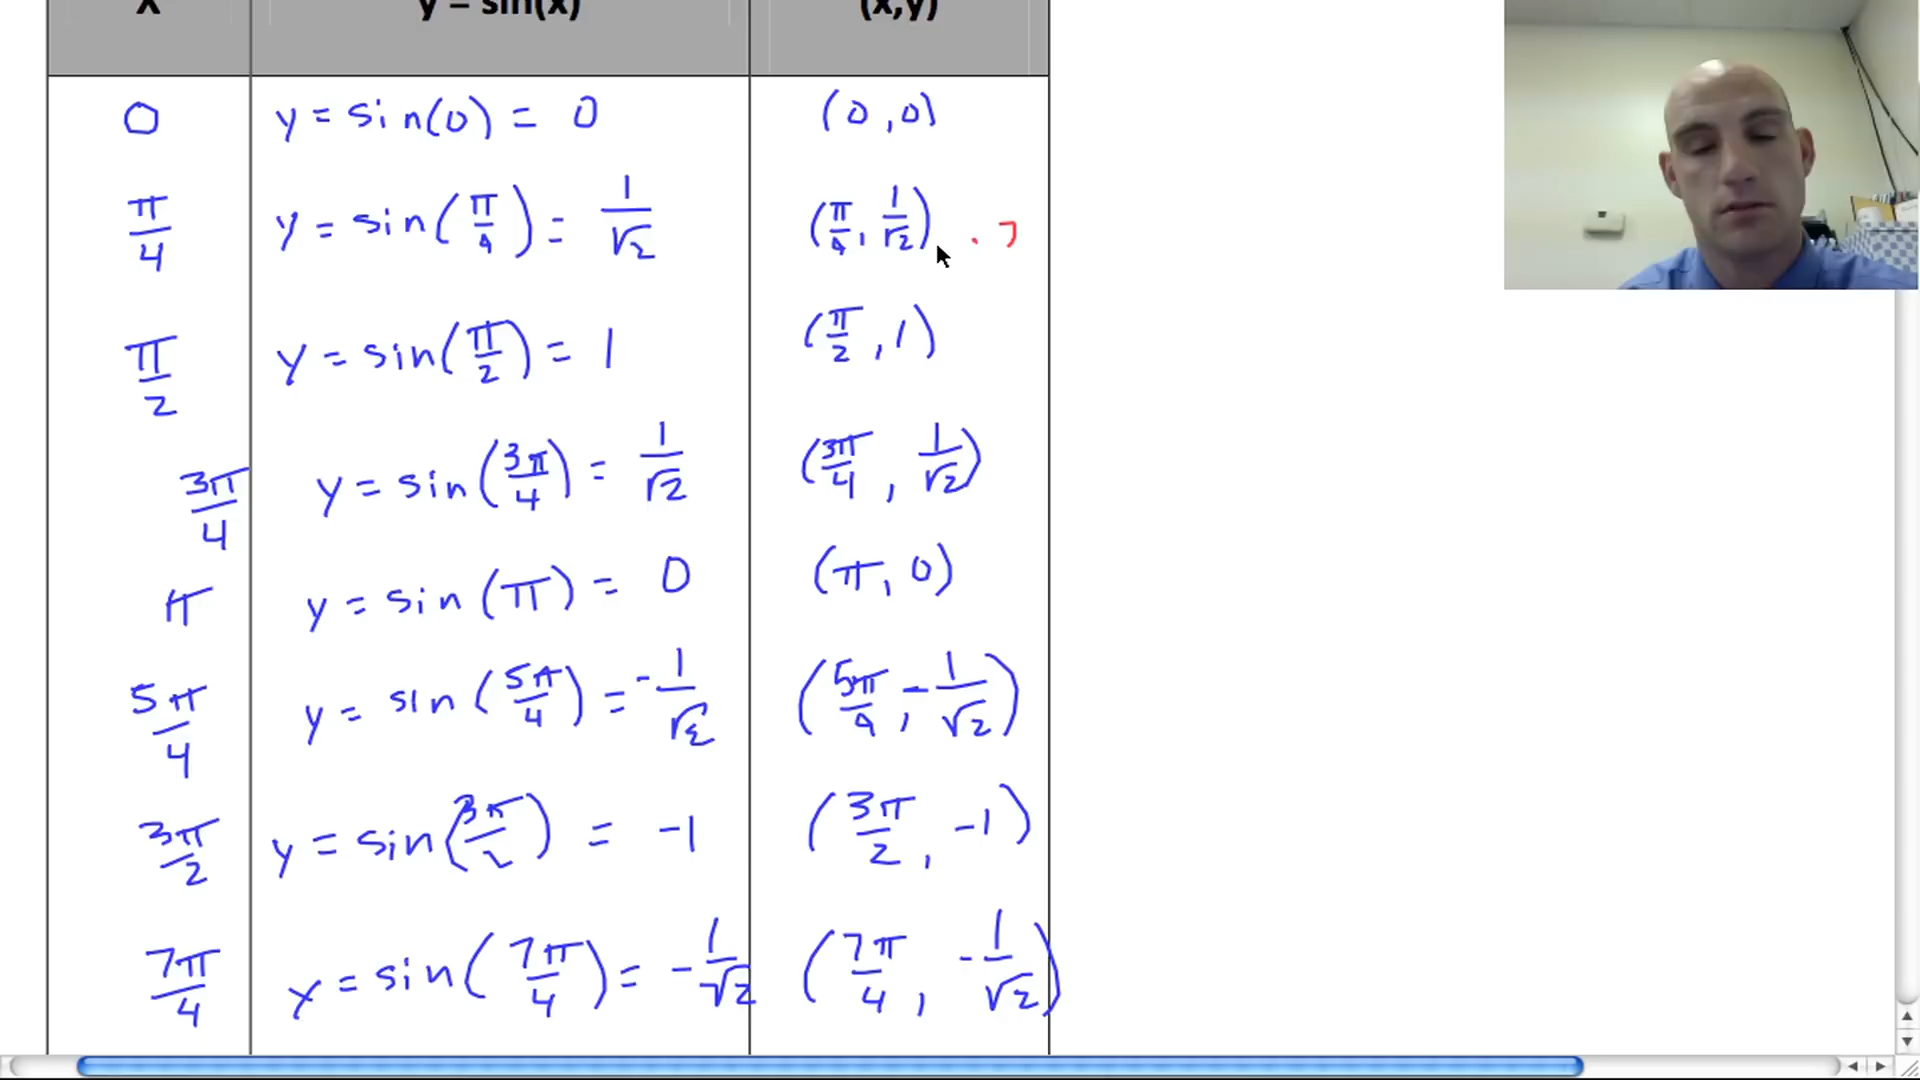 x y = sin(x) (x,y)
0 y = sin(0) = 0 (0,0)
π/4 y = sin(π/4) = 1/√2 (π/4, 1/√2) .7
π/2 y = sin(π/2) = 1 (π/2, 1)
3π/4 y = sin(3π/4) = 1/√2 (3π/4, 1/√2)
π y = sin(π) = 0 (π, 0)
5π/4 y = sin(5π/4) = -1/√2 (5π/4, -1/√2)
3π/2 y = sin(3π/2) = -1 (3π/2, -1)
7π/4 x = sin(7π/4) = -1/√2 (7π/4, -1/√2)